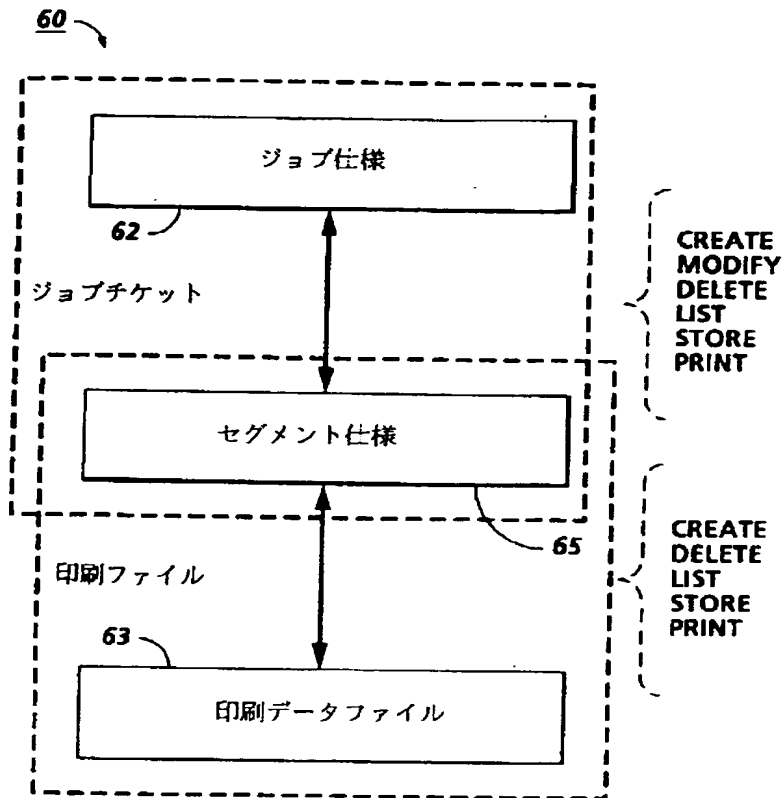 60
ジョブ仕様
62
ジョブチケット
CREATE
MODIFY
DELETE
LIST
STORE
PRINT
セグメント仕様
65
印刷ファイル
CREATE
DELETE
LIST
STORE
PRINT
63
印刷データファイル